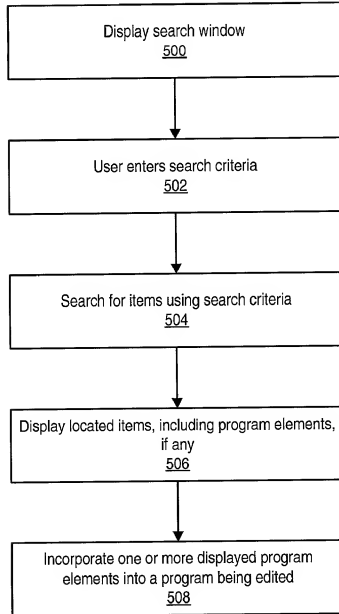 Display search window
500
User enters search criteria
502
Search for items using search criteria
504
Display located items, including program elements,
if any
506
Incorporate one or more displayed program
elements into a program being edited
508